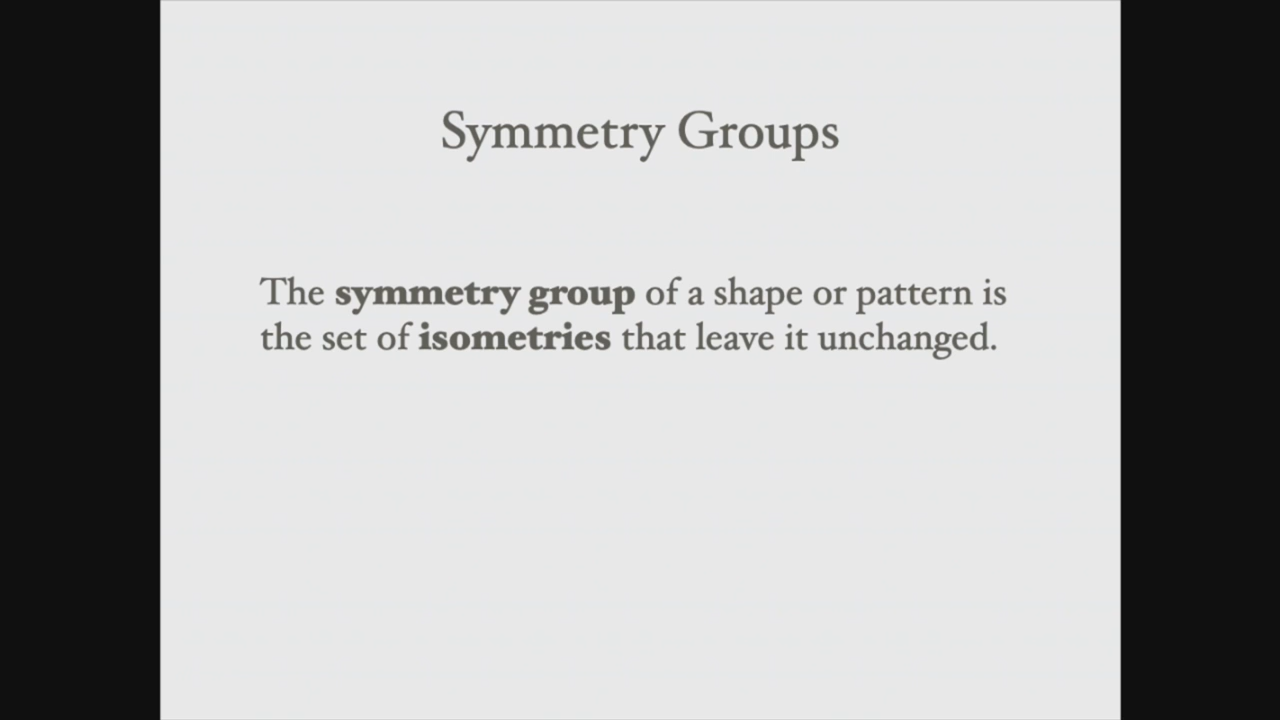 Symmetry Groups
The symmetry group of a shape or pattern is
the set of isometries that leave it unchanged.